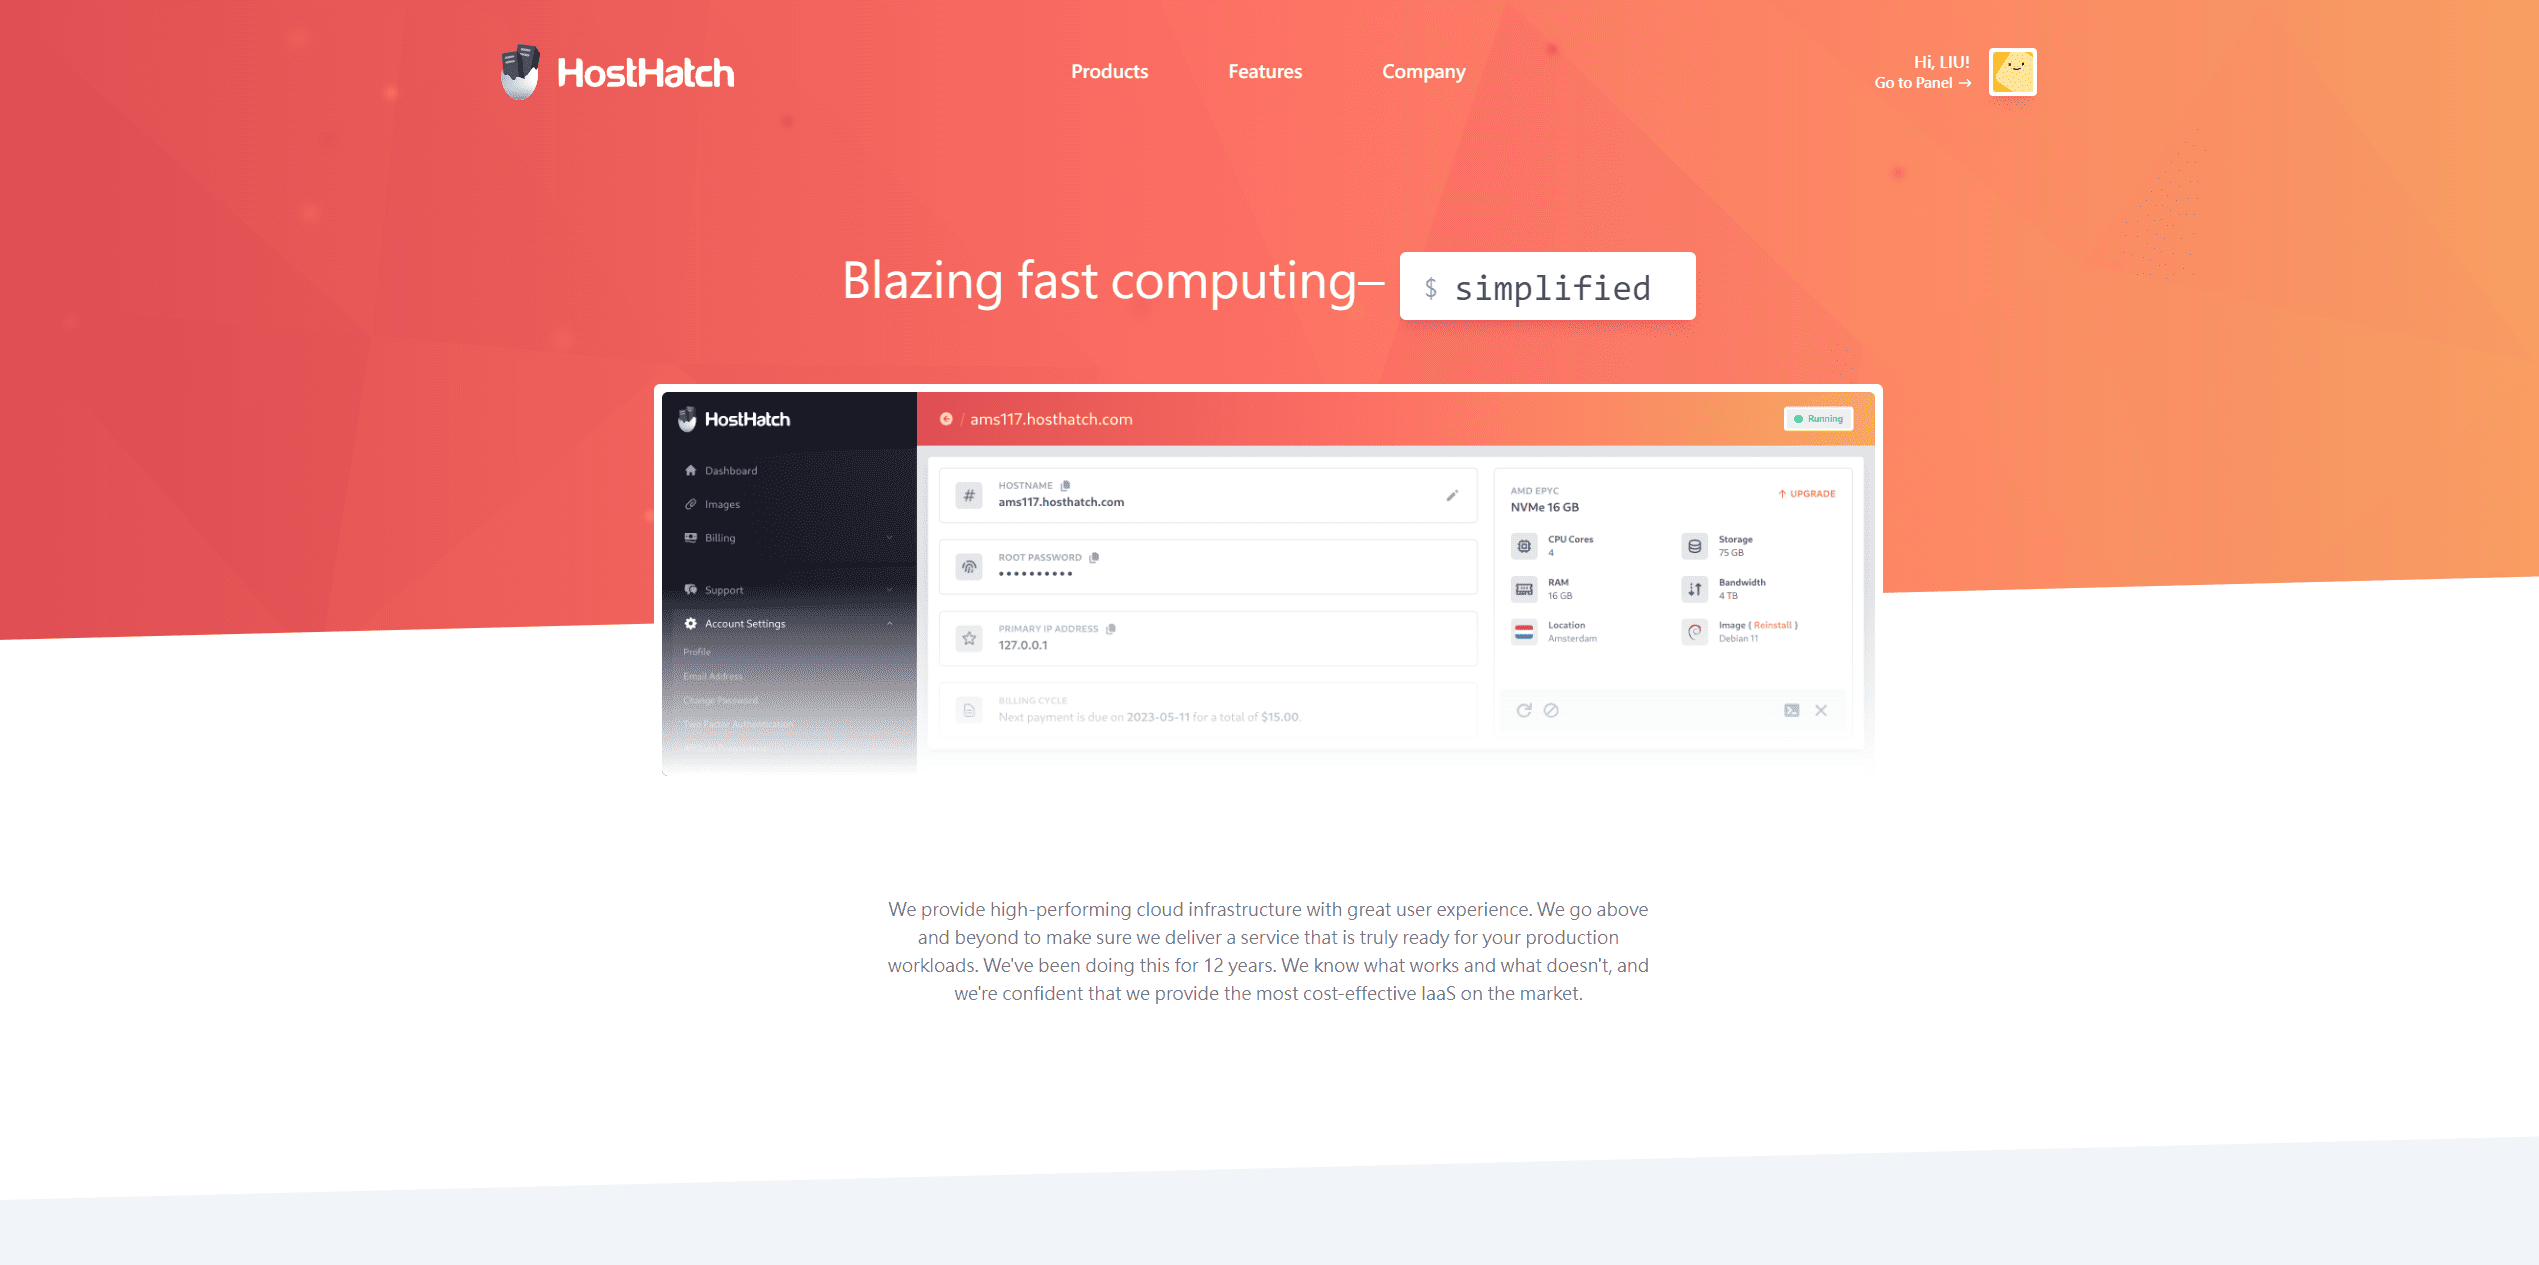 HostHatch
Products
Features
Company
Hi, LIU!
Go to Panel →
Blazing fast computing–
$ simplified
HostHatch
Dashboard
Images
Billing
Support
Account Settings
Profile
Email Address
Change Password
Two Factor Authentication
/ ams117.hosthatch.com
Running
HOSTNAME
ams117.hosthatch.com
ROOT PASSWORD
••••••••••
PRIMARY IP ADDRESS
127.0.0.1
BILLING CYCLE
Next payment is due on 2023-05-11 for a total of $15.00.
AMD EPYC
NVMe 16 GB
↑ UPGRADE
CPU Cores
4
Storage
75 GB
RAM
16 GB
Bandwidth
4 TB
Location
Amsterdam
Image ( Reinstall )
Debian 11
We provide high-performing cloud infrastructure with great user experience. We go above
and beyond to make sure we deliver a service that is truly ready for your production
workloads. We've been doing this for 12 years. We know what works and what doesn't, and
we're confident that we provide the most cost-effective IaaS on the market.